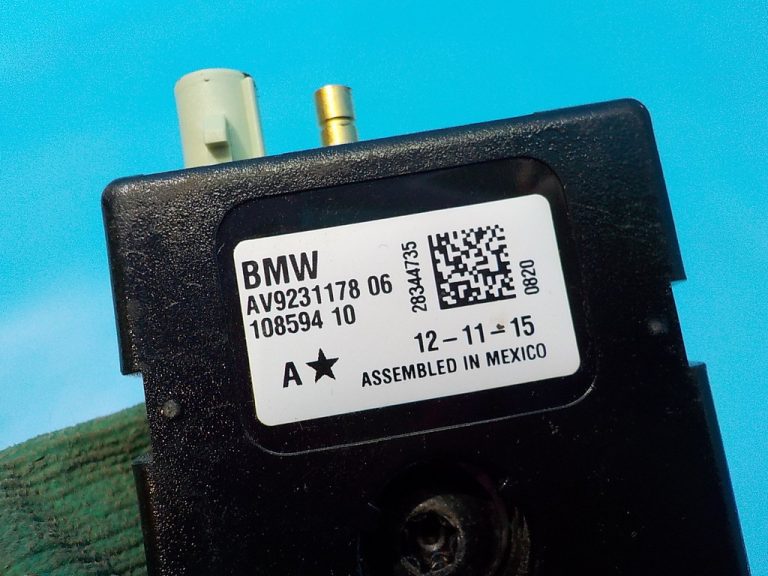 BMW
AV9231178 06
108594 10
28344735
0820
12-11-15
A★ ASSEMBLED IN MEXICO